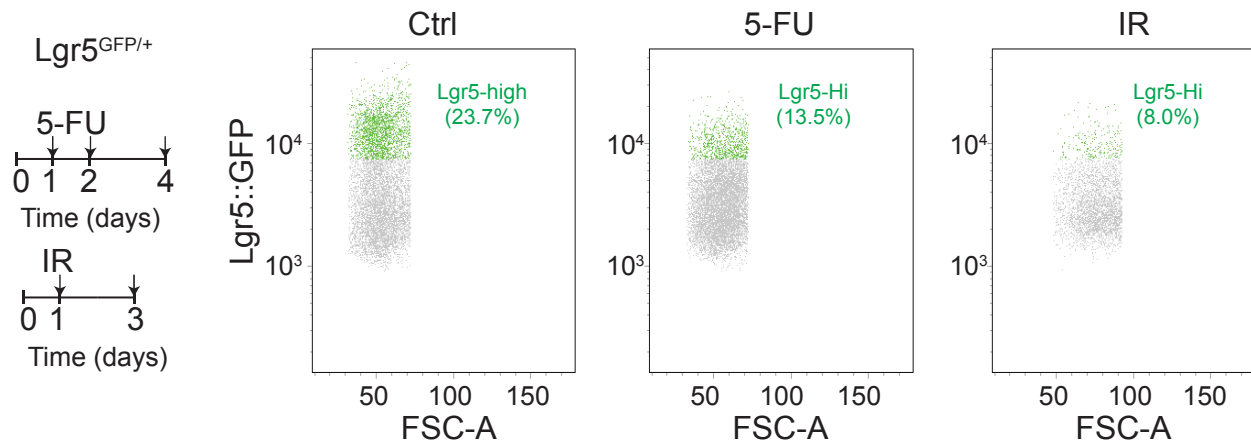 Lgr5GFP/+
5-FU
0 1 2 4
Time (days)
IR
0 1 3
Time (days)
Ctrl
5-FU
IR
Lgr5::GFP
10⁴
10³
Lgr5-high
(23.7%)
50 100 150
FSC-A
10⁴
10³
Lgr5-Hi
(13.5%)
50 100 150
FSC-A
10⁴
10³
Lgr5-Hi
(8.0%)
50 100 150
FSC-A